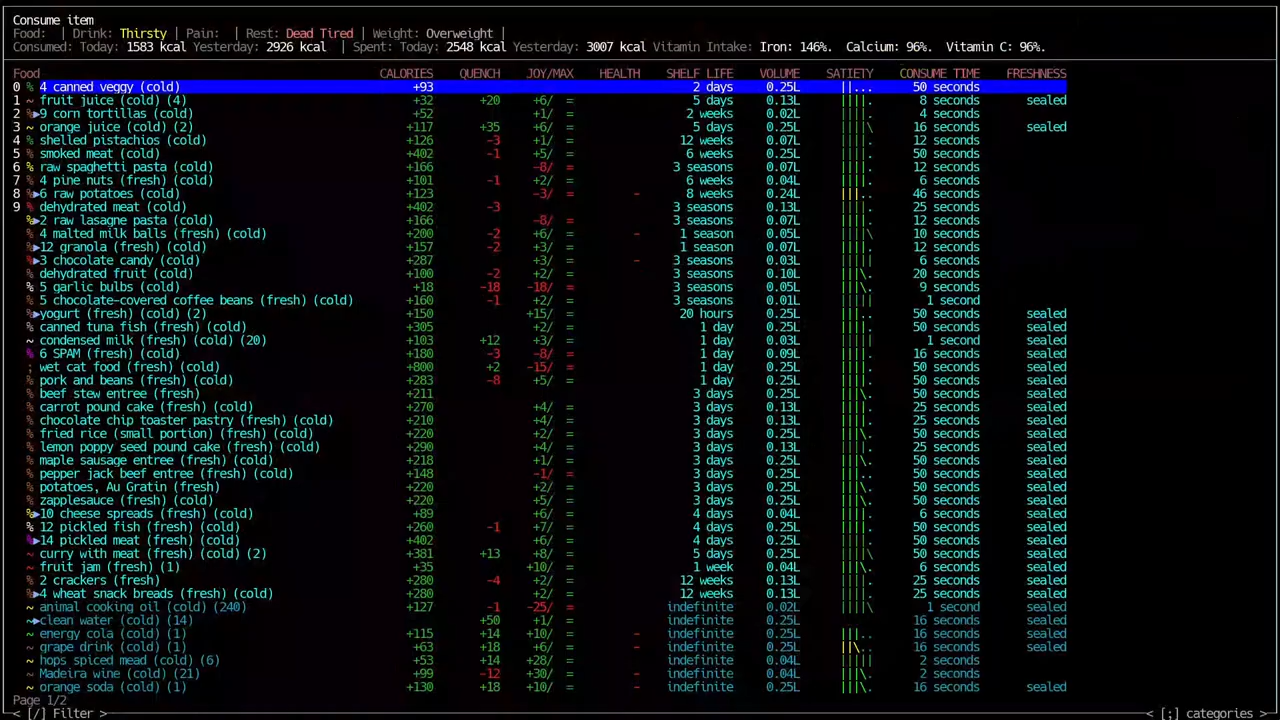 Consume item
Food:  | Drink: Thirsty | Pain:  | Rest: Dead Tired | Weight: Overweight |
Consumed: Today: 1583 kcal Yesterday: 2926 kcal  | Spent: Today: 2548 kcal Yesterday: 3007 kcal Vitamin Intake: Iron: 146%.  Calcium: 96%.  Vitamin C: 96%.
Food CALORIES QUENCH JOY/MAX HEALTH SHELF LIFE VOLUME SATIETY CONSUME TIME FRESHNESS
0 % 4 canned veggy (cold) +93 2 days 0.25L ||... 50 seconds
1 ~ fruit juice (cold) (4) +32 +20 +6/ = 5 days 0.13L ||||. 8 seconds sealed
2 %▶9 corn tortillas (cold) +52 +1/ = 2 weeks 0.02L ||||. 4 seconds
3 ~ orange juice (cold) (2) +117 +35 +6/ = 5 days 0.25L ||||\ 16 seconds sealed
4 % shelled pistachios (cold) +126 -3 +1/ = 12 weeks 0.07L ||||. 12 seconds
5 % smoked meat (cold) +402 -1 +5/ = 6 weeks 0.25L ||||. 50 seconds
6 % raw spaghetti pasta (cold) +166 -8/ = 3 seasons 0.07L ||||. 12 seconds
7 % 4 pine nuts (fresh) (cold) +101 -1 +2/ = 6 weeks 0.04L ||||. 6 seconds
8 %▶6 raw potatoes (cold) +123 -3/ = - 8 weeks 0.24L |||.. 46 seconds
9 % dehydrated meat (cold) +402 -3 3 seasons 0.13L ||||. 25 seconds
%▶2 raw lasagne pasta (cold) +166 -8/ = 3 seasons 0.07L ||||. 12 seconds
% 4 malted milk balls (fresh) (cold) +200 -2 +6/ = - 1 season 0.05L ||||\ 10 seconds
%▶12 granola (fresh) (cold) +157 -2 +3/ = 1 season 0.07L ||||. 12 seconds
%▶3 chocolate candy (cold) +287 +3/ = - 3 seasons 0.03L ||||| 6 seconds
% dehydrated fruit (cold) +100 -2 +2/ = 3 seasons 0.10L |||\. 20 seconds
% 5 garlic bulbs (cold) +18 -18 -18/ = 3 seasons 0.01L |||\. 9 seconds
% 5 chocolate-covered coffee beans (fresh) (cold) +160 -1 +2/ = 3 seasons 0.05L ||||| 1 second
%▶yogurt (fresh) (cold) (2) +150 +15/ = 20 hours 0.25L |||.. 50 seconds sealed
% canned tuna fish (fresh) (cold) +305 +2/ = 1 day 0.25L ||||. 50 seconds sealed
~ condensed milk (fresh) (cold) (20) +103 +12 +3/ = 1 day 0.03L ||||| 1 second sealed
% 6 SPAM (fresh) (cold) +180 -3 -8/ = 1 day 0.09L ||||. 16 seconds sealed
; wet cat food (fresh) (cold) +800 +2 -15/ = 1 day 0.25L ||||. 50 seconds sealed
% pork and beans (fresh) (cold) +283 -8 +5/ = 1 day 0.25L ||||. 50 seconds sealed
% beef stew entree (fresh) +211 3 days 0.25L |||\. 50 seconds sealed
% carrot pound cake (fresh) (cold) +270 +4/ = 3 days 0.13L ||||. 25 seconds sealed
% chocolate chip toaster pastry (fresh) (cold) +210 +4/ = 3 days 0.13L ||||. 25 seconds sealed
% fried rice (small portion) (fresh) (cold) +220 +2/ = 3 days 0.25L |||\. 50 seconds sealed
% lemon poppy seed pound cake (fresh) (cold) +290 +4/ = 3 days 0.13L ||||. 25 seconds sealed
% maple sausage entree (fresh) (cold) +218 +1/ = 3 days 0.25L |||\. 50 seconds sealed
% pepper jack beef entree (fresh) (cold) +148 -1/ = 3 days 0.25L |||\. 50 seconds sealed
% potatoes, Au Gratin (fresh) (cold) +220 +2/ = 3 days 0.25L |||\. 50 seconds sealed
% zapplesauce (fresh) (cold) +220 +5/ = 3 days 0.25L |||\. 50 seconds sealed
%▶10 cheese spreads (fresh) (cold) +89 +6/ = 4 days 0.04L ||||. 6 seconds sealed
% 12 pickled fish (fresh) (cold) +260 -1 +7/ = 4 days 0.25L ||||. 50 seconds sealed
%▶14 pickled meat (fresh) (cold) +402 +6/ = 4 days 0.25L ||||. 50 seconds sealed
~ curry with meat (fresh) (cold) (2) +381 +13 +8/ = 5 days 0.25L ||||\ 50 seconds sealed
~ fruit jam (fresh) (1) +35 +10/ = 1 week 0.04L |||\. 6 seconds sealed
% 2 crackers (fresh) +280 -4 +2/ = 12 weeks 0.13L ||||. 25 seconds sealed
%▶4 wheat snack breads (fresh) (cold) +280 +2/ = 12 weeks 0.13L ||||. 25 seconds sealed
~ animal cooking oil (cold) (240) +127 -1 -25/ = indefinite 0.02L ||||\ 1 second sealed
~▶clean water (cold) (14) +50 +1/ = indefinite 0.25L 16 seconds sealed
~ energy cola (cold) (1) +115 +14 +10/ = - indefinite 0.25L |||.. 16 seconds sealed
~ grape drink (cold) (1) +63 +18 +6/ = - indefinite 0.25L ||\.. 16 seconds sealed
~ hops spiced mead (cold) (6) +53 +14 +28/ = indefinite 0.04L ||||| 2 seconds
~ Madeira wine (cold) (21) +99 -12 +30/ = - indefinite 0.04L |||\. 2 seconds
~ orange soda (cold) (1) +130 +18 +10/ = - indefinite 0.25L |||\. 16 seconds sealed
Page 1/2
< [/] Filter > < [;] categories >